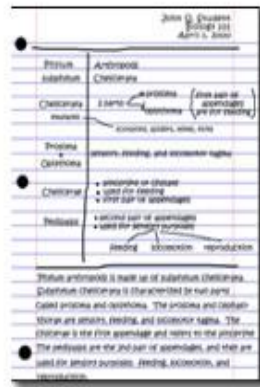 John Q. Student
Biology 101
April 1, 2000
Phylum Arthropoda
Subphylum Chelicerata
Chelicerata 2 parts prosoma (first pair of appendages are for feeding)
opisthosoma
scorpions, spiders, mites, ticks
Prosoma + Opisthosoma sensory, feeding, and locomotor tagma
Chelicerae • pincerlike or chelate
• used for feeding
• first pair of appendages
Pedipalps • second pair of appendages
• used for sensory purposes
feeding locomotion reproduction
Phylum arthropoda is made up of subphylum chelicerata.
Subphylum chelicerata is characterized by two parts
called prosoma and opisthosoma. The prosoma and
are sensory, feeding, and locomotor tagma. The
chelicerae is the first appendage and refers to the pincerlike
The pedipalps are the 2nd pair of appendages, and they are
used for sensory purposes, feeding, locomotion, and
reproduction.